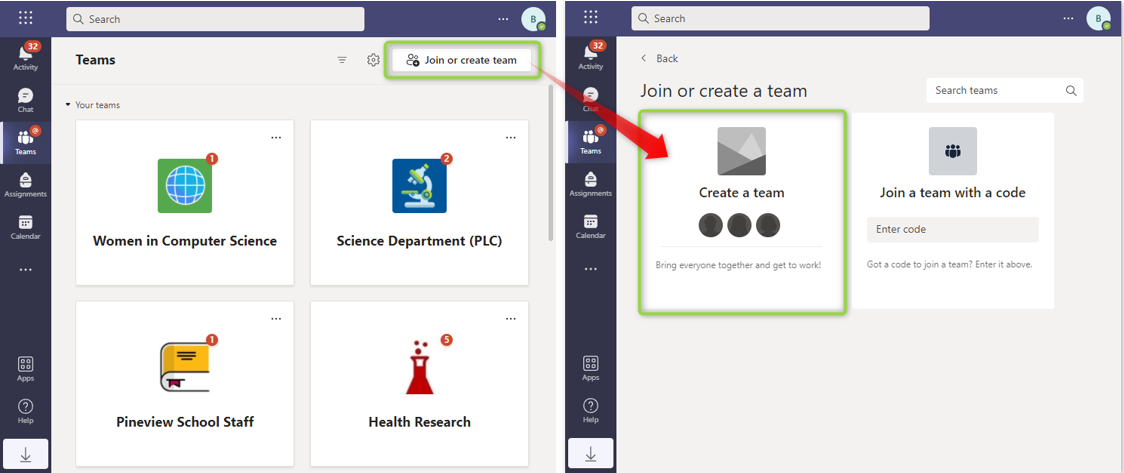 Search
B
32
Activity
Chat
@
Teams
Assignments
Calendar
Apps
Help
Teams
Join or create team
Your teams
1
Women in Computer Science
2
Science Department (PLC)
1
Pineview School Staff
5
Health Research
Search
B
32
Activity
Chat
@
Teams
Assignments
Calendar
Apps
Help
Back
Join or create a team
Search teams
Create a team
Bring everyone together and get to work!
Join a team with a code
Enter code
Got a code to join a team? Enter it above.